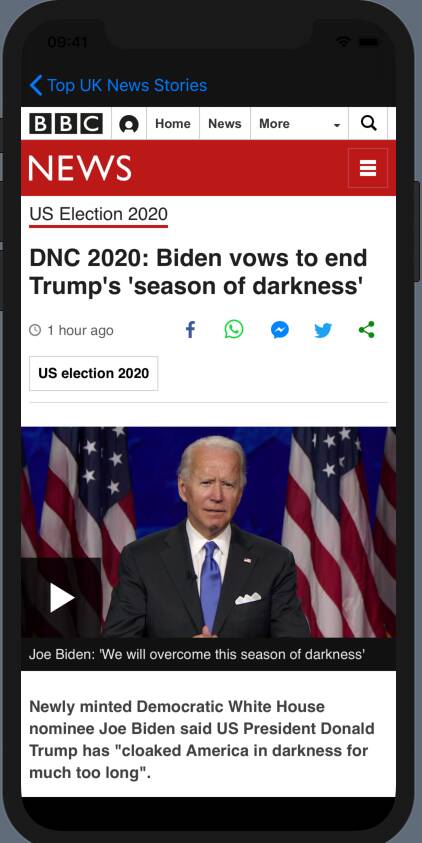 09:41
Top UK News Stories
BBC Home News More
NEWS
US Election 2020
DNC 2020: Biden vows to end
Trump's 'season of darkness'
1 hour ago
US election 2020
Joe Biden: 'We will overcome this season of darkness'
Newly minted Democratic White House
nominee Joe Biden said US President Donald
Trump has "cloaked America in darkness for
much too long".